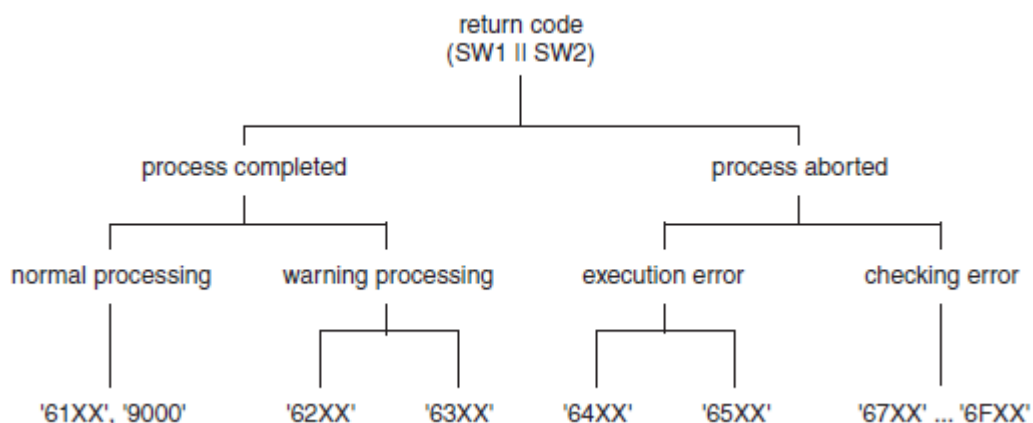 return code
(SW1 || SW2)
process completed
process aborted
normal processing
warning processing
execution error
checking error
'61XX', '9000'
'62XX'
'63XX'
'64XX'
'65XX'
'67XX' ... '6FXX'